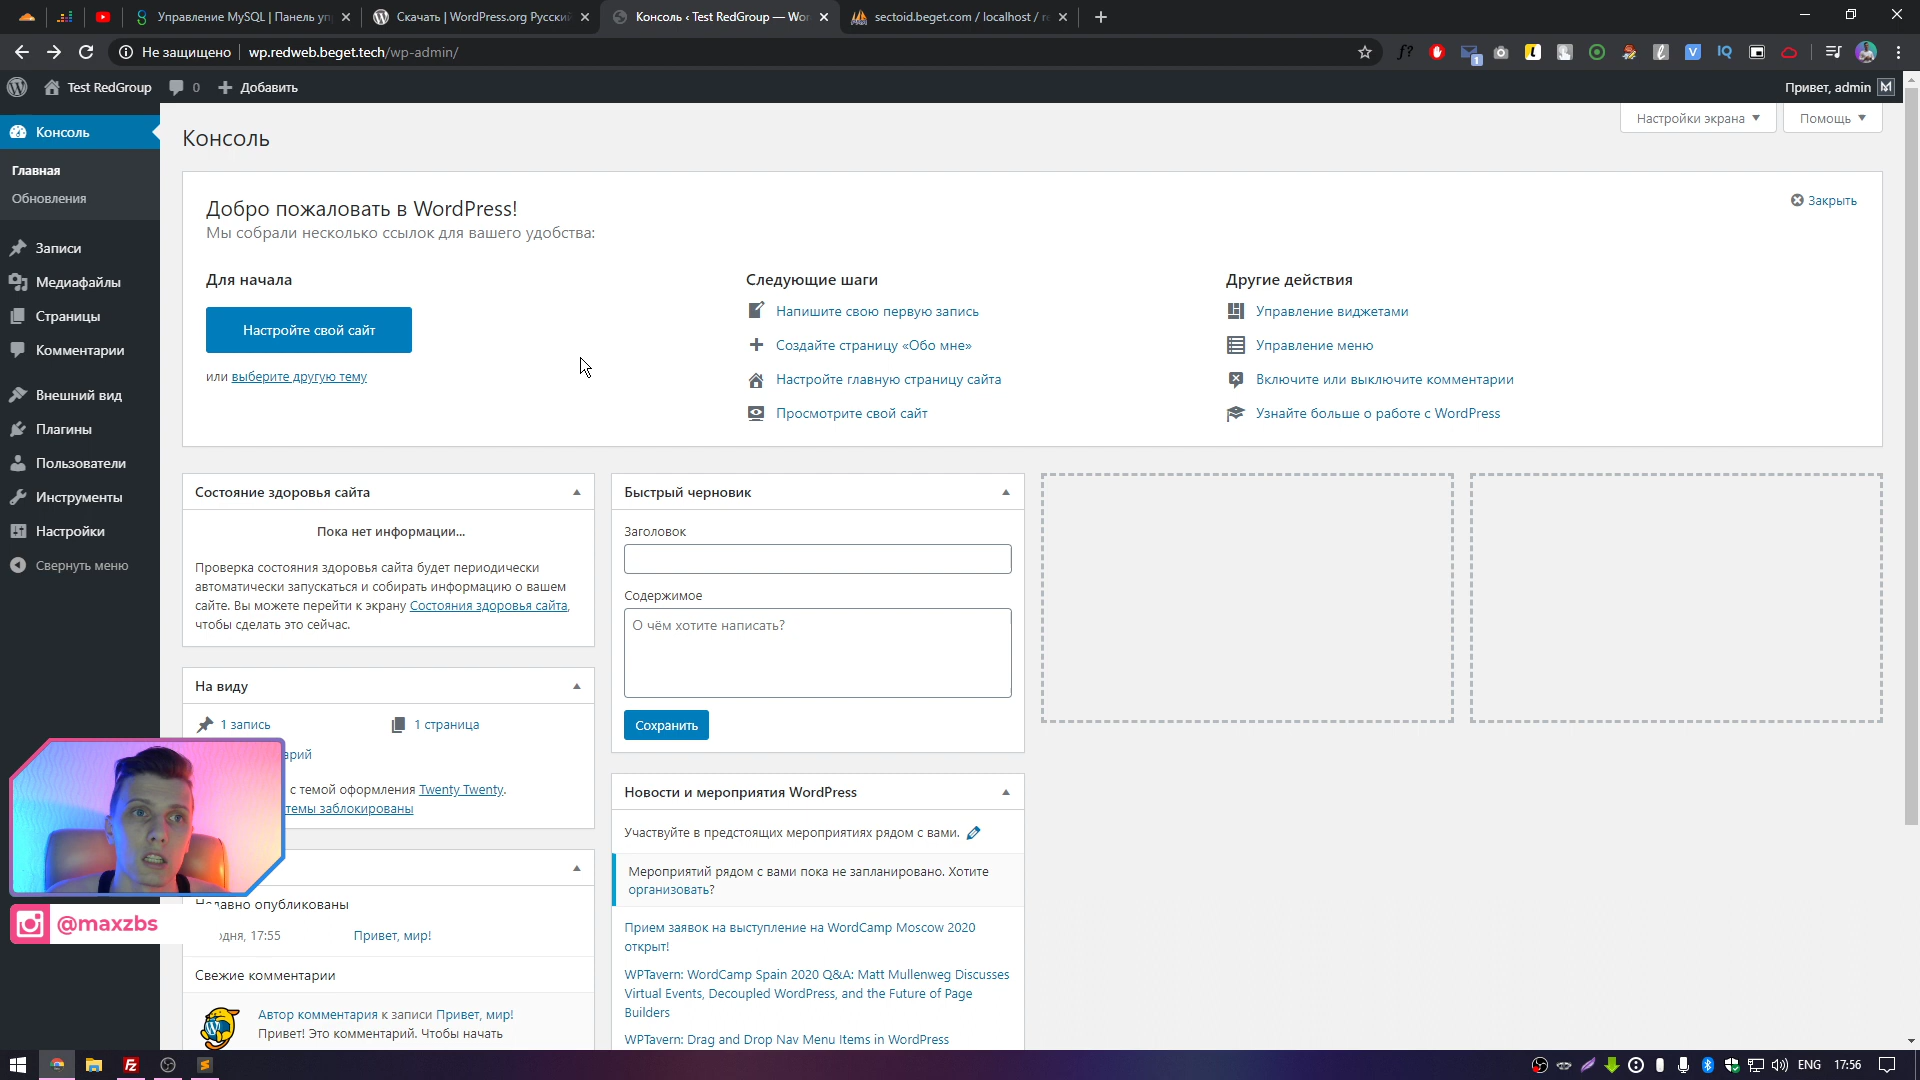 Управление MySQL | Панель уп
Скачать | WordPress.org Русски
Консоль ‹ Test RedGroup — Wor
sectoid.beget.com / localhost / r
Не защищено
wp.redweb.beget.tech/wp-admin/
Test RedGroup
0
Добавить
Привет, admin
Консоль
Главная
Обновления
Записи
Медиафайлы
Страницы
Комментарии
Внешний вид
Плагины
Пользователи
Инструменты
Настройки
Свернуть меню
Консоль
Настройки экрана
Помощь
Добро пожаловать в WordPress!
Мы собрали несколько ссылок для вашего удобства:
Закрыть
Для начала
Настройте свой сайт
или выберите другую тему
Следующие шаги
Напишите свою первую запись
Создайте страницу «Обо мне»
Настройте главную страницу сайта
Просмотрите свой сайт
Другие действия
Управление виджетами
Управление меню
Включите или выключите комментарии
Узнайте больше о работе с WordPress
Состояние здоровья сайта
Пока нет информации...
Проверка состояния здоровья сайта будет периодически
автоматически запускаться и собирать информацию о вашем
сайте. Вы можете перейти к экрану Состояния здоровья сайта,
чтобы сделать это сейчас.
На виду
1 запись
1 страница
арий
с темой оформления Twenty Twenty.
темы заблокированы
Недавно опубликованы
одня, 17:55
Привет, мир!
Свежие комментарии
Автор комментария к записи Привет, мир!
Привет! Это комментарий. Чтобы начать
Быстрый черновик
Заголовок
Содержимое
О чём хотите написать?
Сохранить
Новости и мероприятия WordPress
Участвуйте в предстоящих мероприятиях рядом с вами.
Мероприятий рядом с вами пока не запланировано. Хотите
организовать?
Прием заявок на выступление на WordCamp Moscow 2020
открыт!
WPTavern: WordCamp Spain 2020 Q&A: Matt Mullenweg Discusses
Virtual Events, Decoupled WordPress, and the Future of Page
Builders
WPTavern: Drag and Drop Nav Menu Items in WordPress
@maxzbs
ENG
17:56